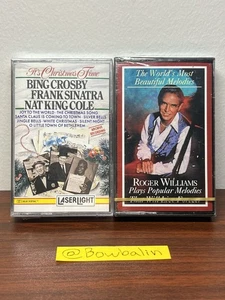 It's Christmas Time
BING CROSBY
FRANK SINATRA
NAT KING COLE
JOY TO THE WORLD · THE CHRISTMAS SONG
SANTA CLAUS IS COMING TO TOWN · SILVER BELLS
JINGLE BELLS · WHITE CHRISTMAS · SILENT NIGHT
O LITTLE TOWN OF BETHLEHEM
LASERLIGHT
The World's Most
Beautiful Melodies
ROGER WILLIAMS
Plays Popular Melodies
@Bowbalin